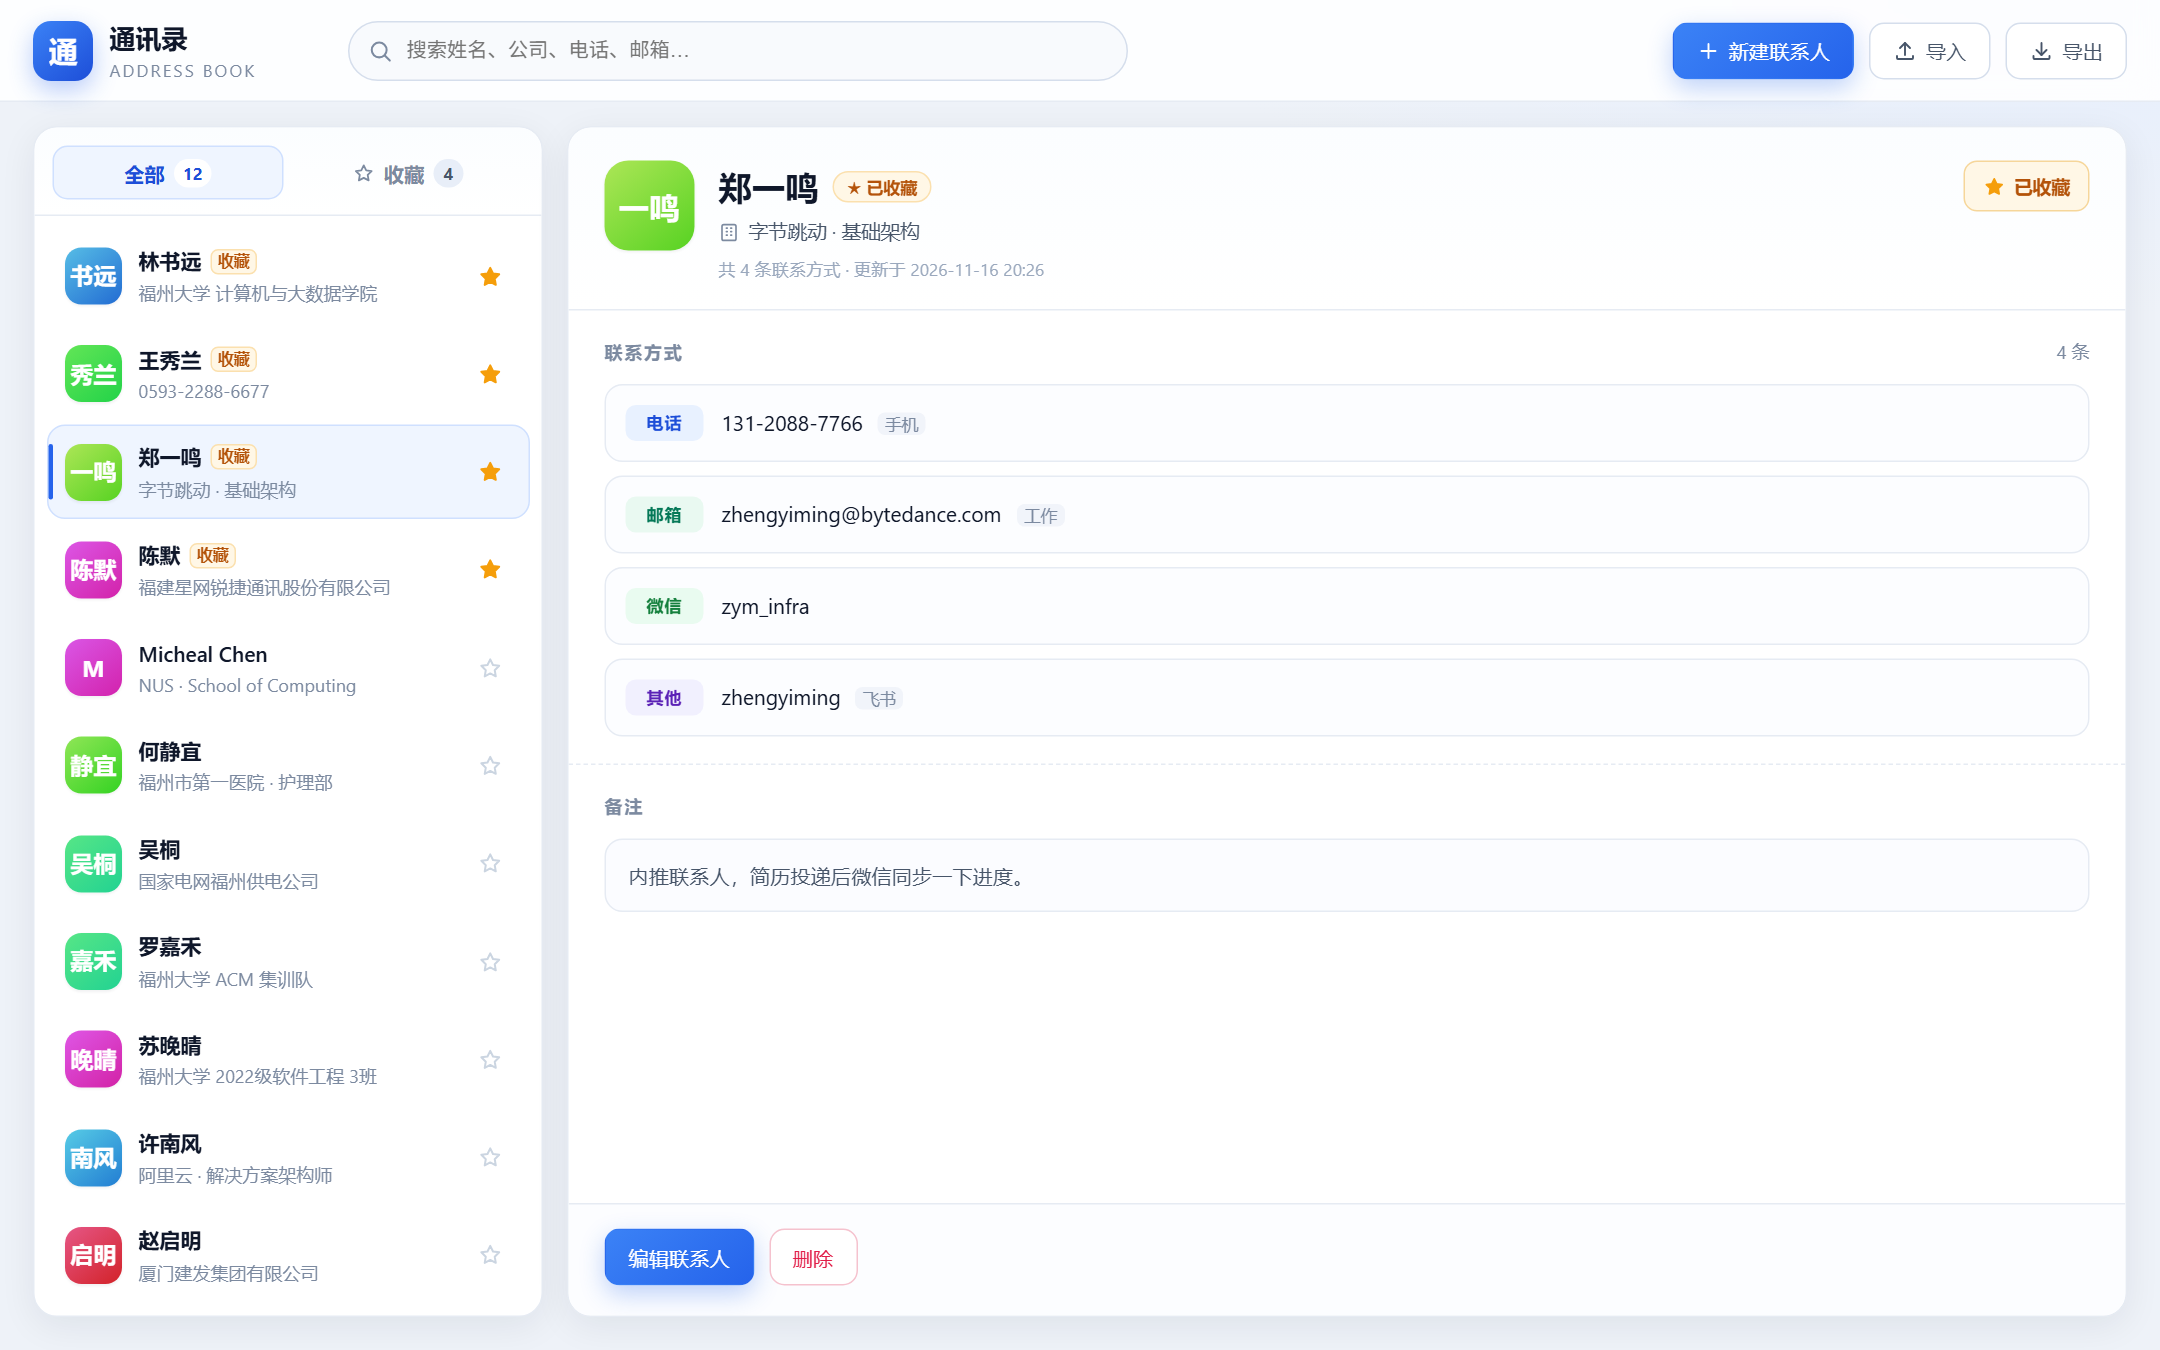 通
通讯录
ADDRESS BOOK
搜索姓名、公司、电话、邮箱...
新建联系人
导入
导出
全部 12
收藏 4
书远
林书远 收藏
福州大学 计算机与大数据学院
秀兰
王秀兰 收藏
0593-2288-6677
一鸣
郑一鸣 收藏
字节跳动 · 基础架构
陈默
陈默 收藏
福建星网锐捷通讯股份有限公司
M
Micheal Chen
NUS · School of Computing
静宜
何静宜
福州市第一医院 · 护理部
吴桐
吴桐
国家电网福州供电公司
嘉禾
罗嘉禾
福州大学 ACM 集训队
晚晴
苏晚晴
福州大学 2022级软件工程 3班
南风
许南风
阿里云 · 解决方案架构师
启明
赵启明
厦门建发集团有限公司
一鸣
郑一鸣 ★ 已收藏
字节跳动 · 基础架构
共 4 条联系方式 · 更新于 2026-11-16 20:26
★ 已收藏
联系方式 4 条
电话 131-2088-7766 手机
邮箱 zhengyiming@bytedance.com 工作
微信 zym_infra
其他 zhengyiming 飞书
备注
内推联系人，简历投递后微信同步一下进度。
编辑联系人
删除